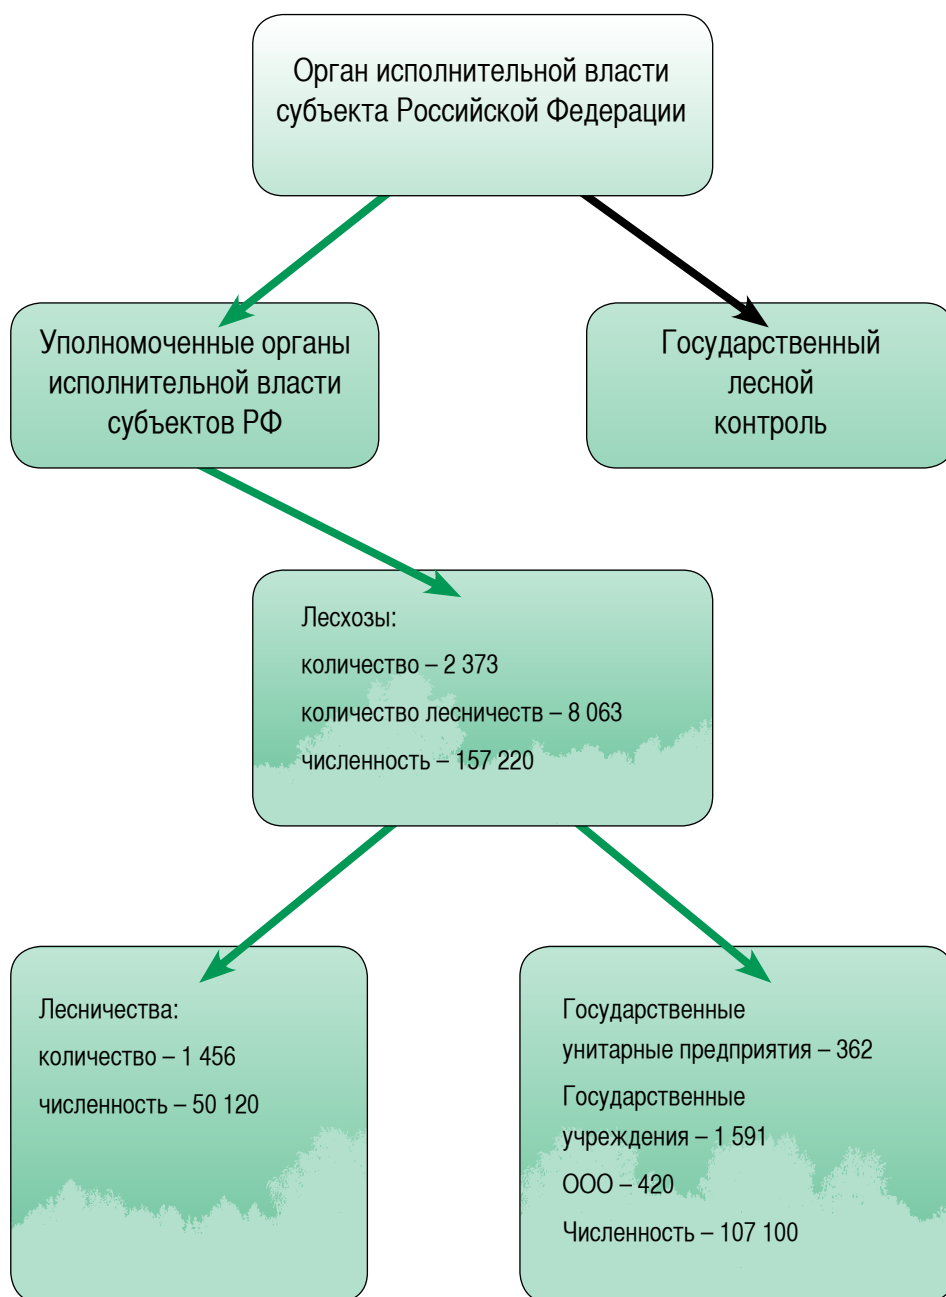 Орган исполнительной власти
субъекта Российской Федерации
Уполномоченные органы
исполнительной власти
субъектов РФ
Государственный
лесной
контроль
Лесхозы:
количество – 2 373
количество лесничеств – 8 063
численность – 157 220
Лесничества:
количество – 1 456
численность – 50 120
Государственные
унитарные предприятия – 362
Государственные
учреждения – 1 591
ООО – 420
Численность – 107 100